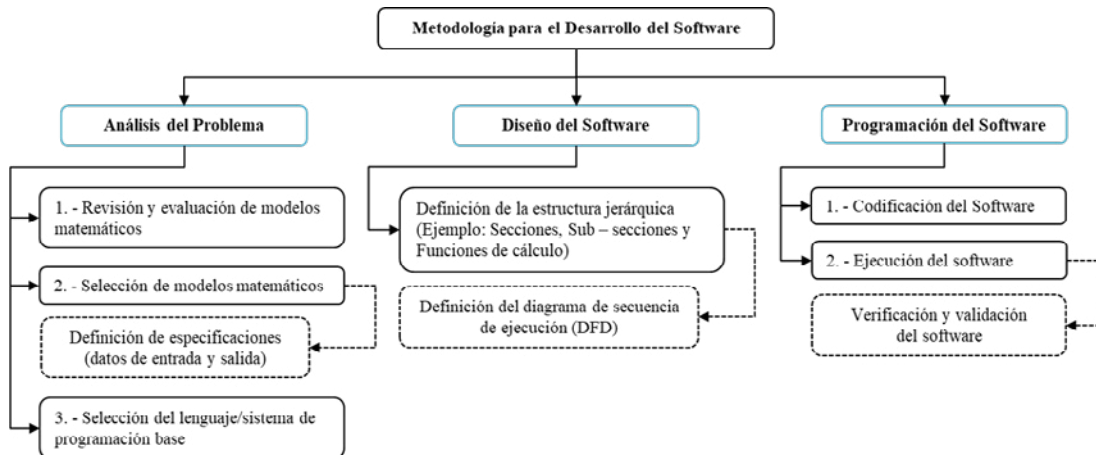 Metodología para el Desarrollo del Software
Análisis del Problema
1. - Revisión y evaluación de modelos
matemáticos
2. - Selección de modelos matemáticos
Definición de especificaciones
(datos de entrada y salida)
3. - Selección del lenguaje/sistema de
programación base
Diseño del Software
Definición de la estructura jerárquica
(Ejemplo: Secciones, Sub – secciones y
Funciones de cálculo)
Definición del diagrama de secuencia
de ejecución (DFD)
Programación del Software
1. - Codificación del Software
2. - Ejecución del software
Verificación y validación
del software